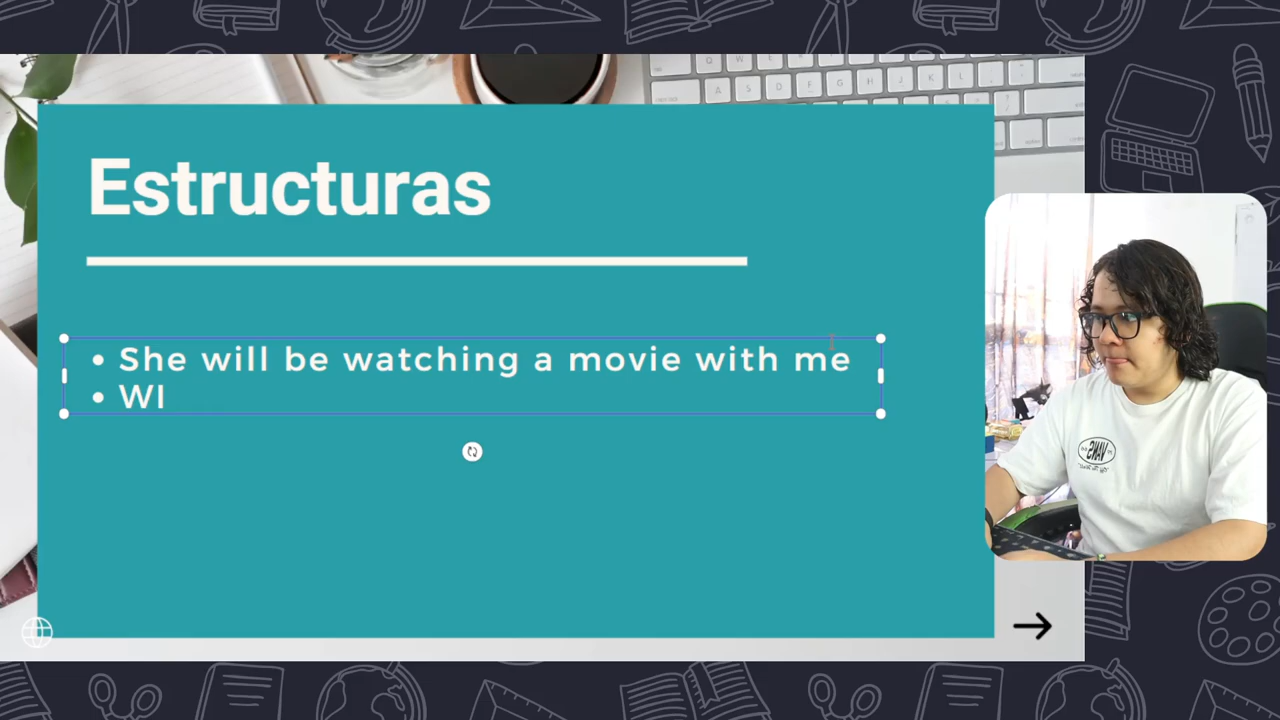 Estructuras
• She will be watching a movie with me
• WI